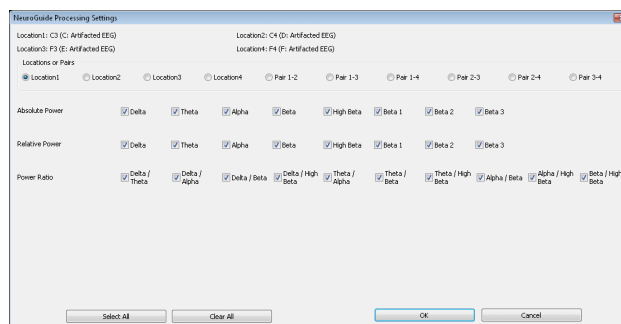 NeuroGuide Processing Settings
Location1: C3 (C: Artifacted EEG) Location2: C4 (D: Artifacted EEG)
Location3: F3 (E: Artifacted EEG) Location4: F4 (F: Artifacted EEG)
Locations or Pairs
Location1 Location2 Location3 Location4 Pair 1-2 Pair 1-3 Pair 1-4 Pair 2-3 Pair 2-4 Pair 3-4
Absolute Power Delta Theta Alpha Beta High Beta Beta 1 Beta 2 Beta 3
Relative Power Delta Theta Alpha Beta High Beta Beta 1 Beta 2 Beta 3
Power Ratio Delta / Theta Delta / Alpha Delta / Beta Delta / High Beta Theta / Alpha Theta / Beta Theta / High Beta Alpha / Beta Alpha / High Beta Beta / High Beta
Select All Clear All OK Cancel